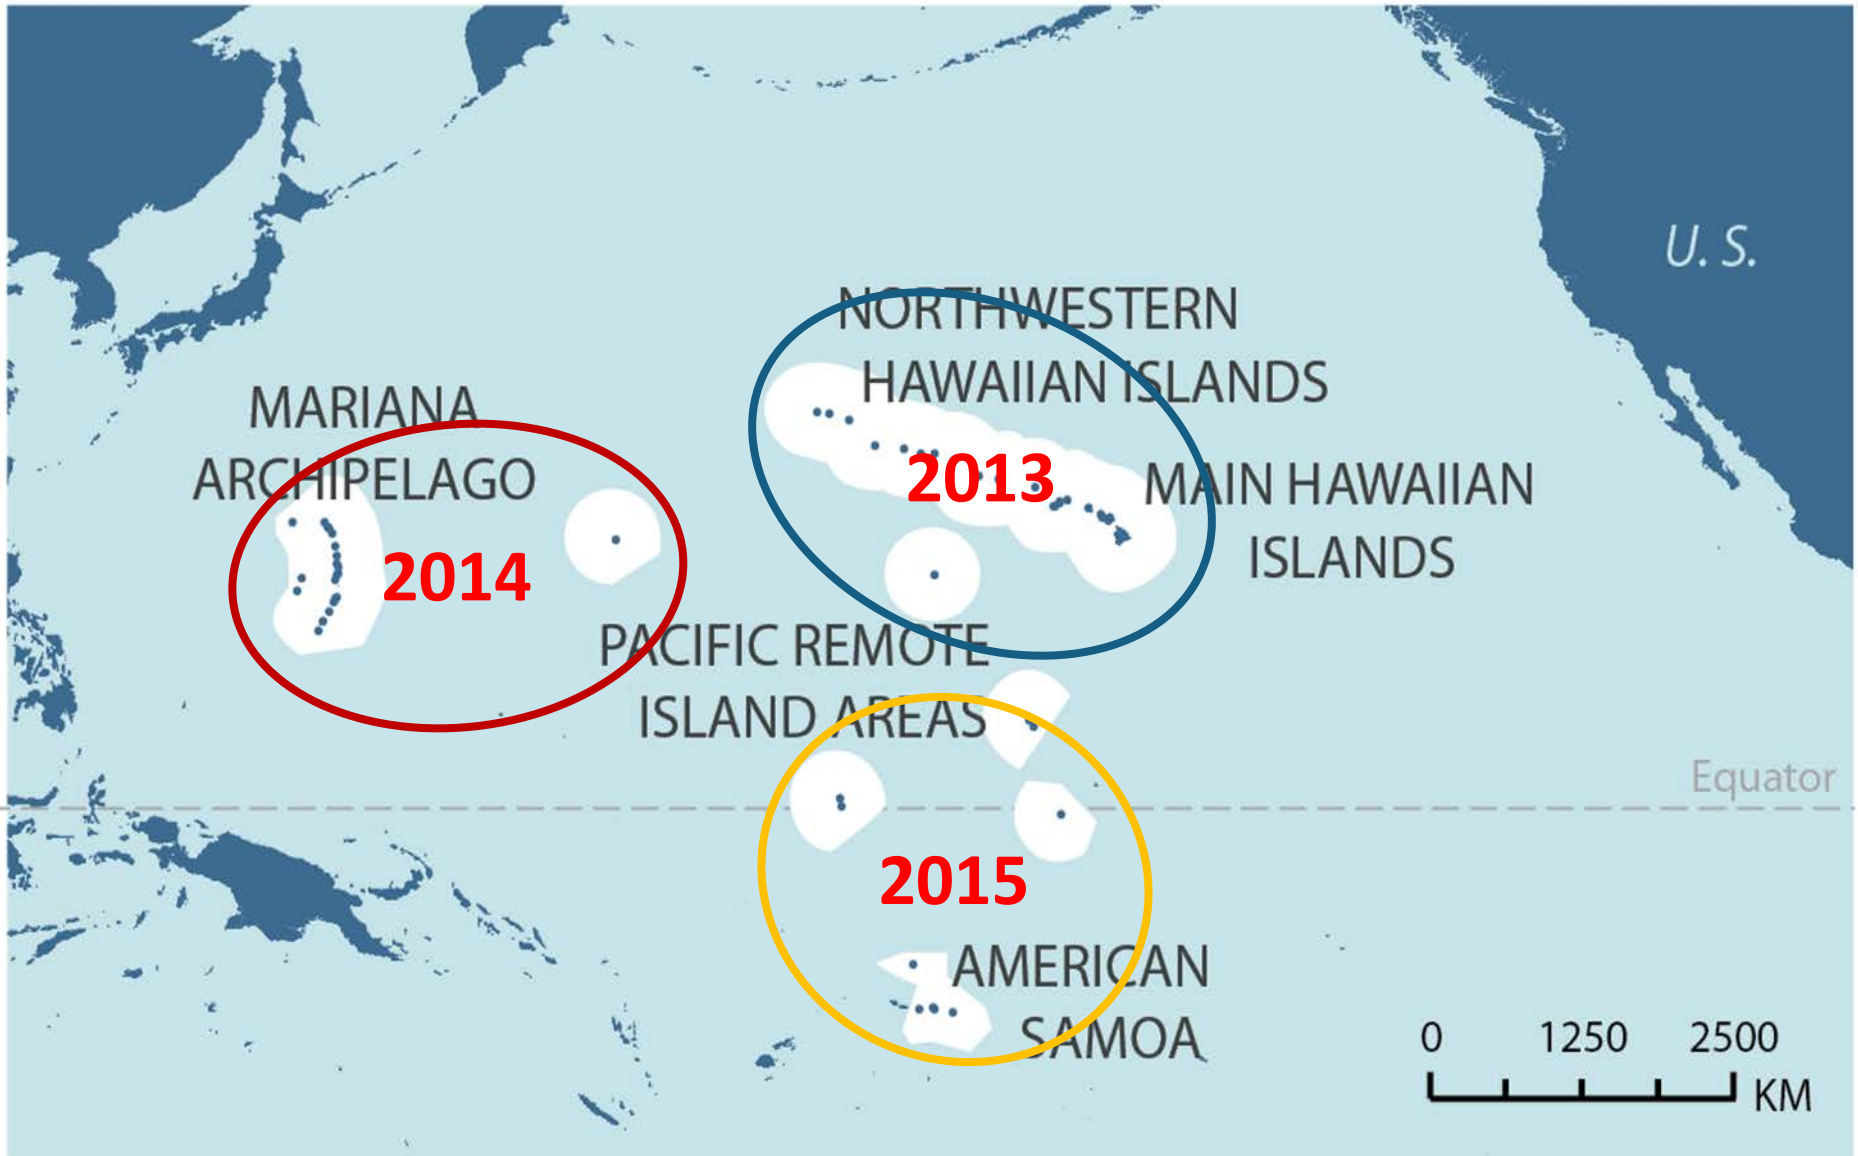 U. S.
NORTHWESTERN
HAWAIIAN ISLANDS
MARIANA
ARCHIPELAGO
2013
MAIN HAWAIIAN
ISLANDS
2014
PACIFIC REMOTE
ISLAND AREAS
Equator
2015
AMERICAN
SAMOA
0 1250 2500
KM